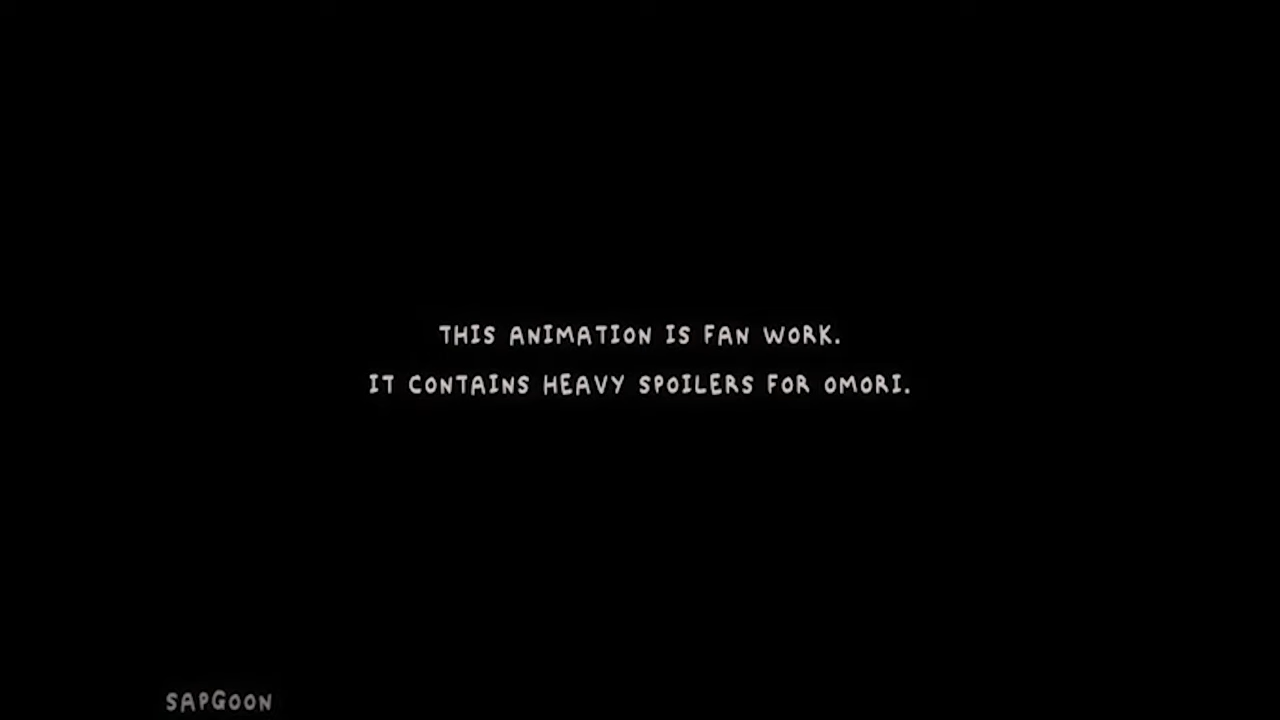 THIS ANIMATION IS FAN WORK.
IT CONTAINS HEAVY SPOILERS FOR OMORI.
SAPGOON